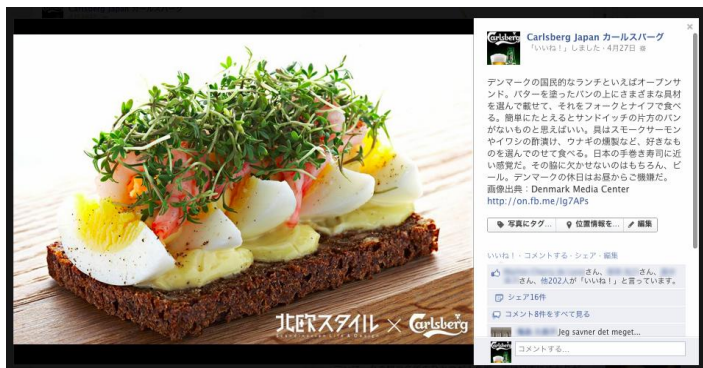 Carlsberg Japan カールスバーグ
「いいね！」しました · 4月27日
デンマークの国民的なランチといえばオープンサ
ンド。バターを塗ったパンの上にさまざまな具材
を選んで載せて、それをフォークとナイフで食べ
る。簡単にたとえるとサンドイッチの片方のパン
がないものと思えばいい。具はスモークサーモン
やイワシの酢漬け、ウナギの燻製など、好きなも
のを選んでのせて食べる。日本の手巻き寿司に近
い感覚だ。その脇に欠かせないのはもちろん、ビ
ール。デンマークの休日はお昼からご機嫌だ。
画像出典：Denmark Media Center
http://on.fb.me/Ig7APs
写真にタグ... 位置情報を... 編集
いいね！ · コメントする · シェア · 編集
さん、 さん、
さん、他202人が「いいね！」と言っています。
シェア16件
コメント8件をすべて見る
Jeg savner det meget...
コメントする...
北欧スタイル × Carlsberg
Scandinavian Life & Design
Carlsberg